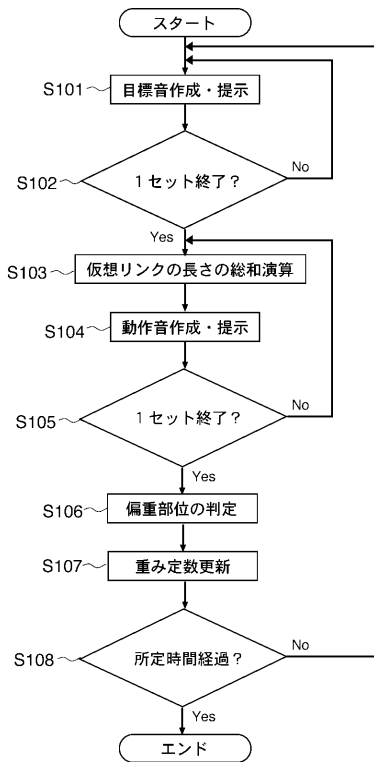 スタート
S101
目標音作成・提示
S102
1セット終了?
No
Yes
S103
仮想リンクの長さの総和演算
S104
動作音作成・提示
S105
1セット終了?
No
Yes
S106
偏重部位の判定
S107
重み定数更新
S108
所定時間経過?
No
Yes
エンド